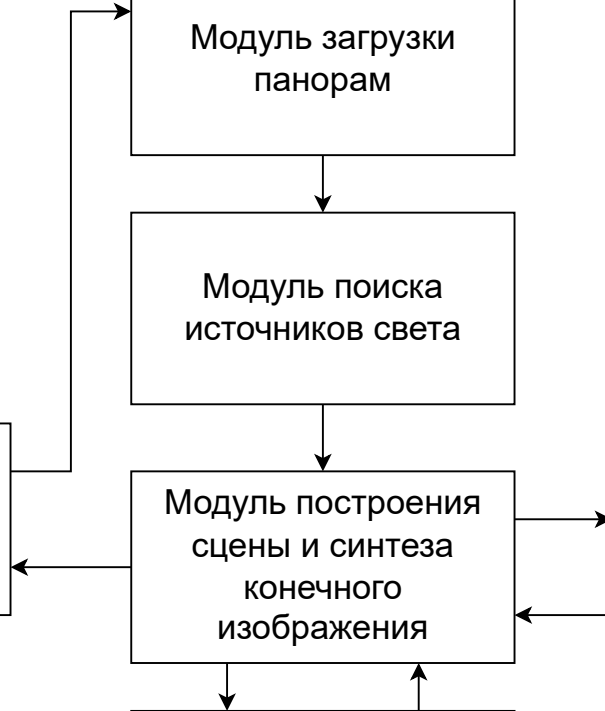 Модуль загрузки
панорам
Модуль поиска
источников света
Модуль построения
сцены и синтеза
конечного
изображения